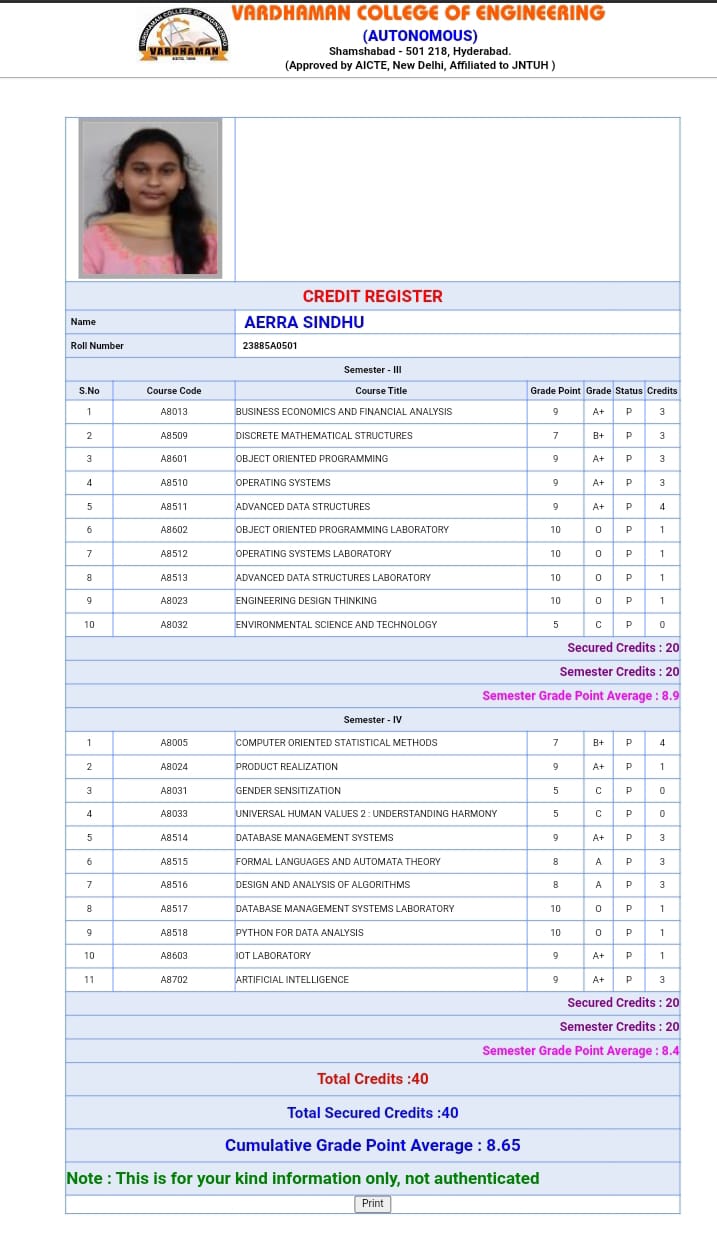 VARDHAMAN COLLEGE OF ENGINEERING
(AUTONOMOUS)
Shamshabad - 501 218, Hyderabad.
(Approved by AICTE, New Delhi, Affiliated to JNTUH )
VARDHAMAN COLLEGE OF ENGINEERING
VARDHAMAN
ESTD. 1999
CREDIT REGISTER
Name AERRA SINDHU
Roll Number 23885A0501
Semester - III
S.No Course Code Course Title Grade Point Grade Status Credits
1 A8013 BUSINESS ECONOMICS AND FINANCIAL ANALYSIS 9 A+ P 3
2 A8509 DISCRETE MATHEMATICAL STRUCTURES 7 B+ P 3
3 A8601 OBJECT ORIENTED PROGRAMMING 9 A+ P 3
4 A8510 OPERATING SYSTEMS 9 A+ P 3
5 A8511 ADVANCED DATA STRUCTURES 9 A+ P 4
6 A8602 OBJECT ORIENTED PROGRAMMING LABORATORY 10 O P 1
7 A8512 OPERATING SYSTEMS LABORATORY 10 O P 1
8 A8513 ADVANCED DATA STRUCTURES LABORATORY 10 O P 1
9 A8023 ENGINEERING DESIGN THINKING 10 O P 1
10 A8032 ENVIRONMENTAL SCIENCE AND TECHNOLOGY 5 C P 0
Secured Credits : 20
Semester Credits : 20
Semester Grade Point Average : 8.9
Semester - IV
1 A8005 COMPUTER ORIENTED STATISTICAL METHODS 7 B+ P 4
2 A8024 PRODUCT REALIZATION 9 A+ P 1
3 A8031 GENDER SENSITIZATION 5 C P 0
4 A8033 UNIVERSAL HUMAN VALUES 2 : UNDERSTANDING HARMONY 5 C P 0
5 A8514 DATABASE MANAGEMENT SYSTEMS 9 A+ P 3
6 A8515 FORMAL LANGUAGES AND AUTOMATA THEORY 8 A P 3
7 A8516 DESIGN AND ANALYSIS OF ALGORITHMS 8 A P 3
8 A8517 DATABASE MANAGEMENT SYSTEMS LABORATORY 10 O P 1
9 A8518 PYTHON FOR DATA ANALYSIS 10 O P 1
10 A8603 IOT LABORATORY 9 A+ P 1
11 A8702 ARTIFICIAL INTELLIGENCE 9 A+ P 3
Secured Credits : 20
Semester Credits : 20
Semester Grade Point Average : 8.4
Total Credits :40
Total Secured Credits :40
Cumulative Grade Point Average : 8.65
Note : This is for your kind information only, not authenticated
Print